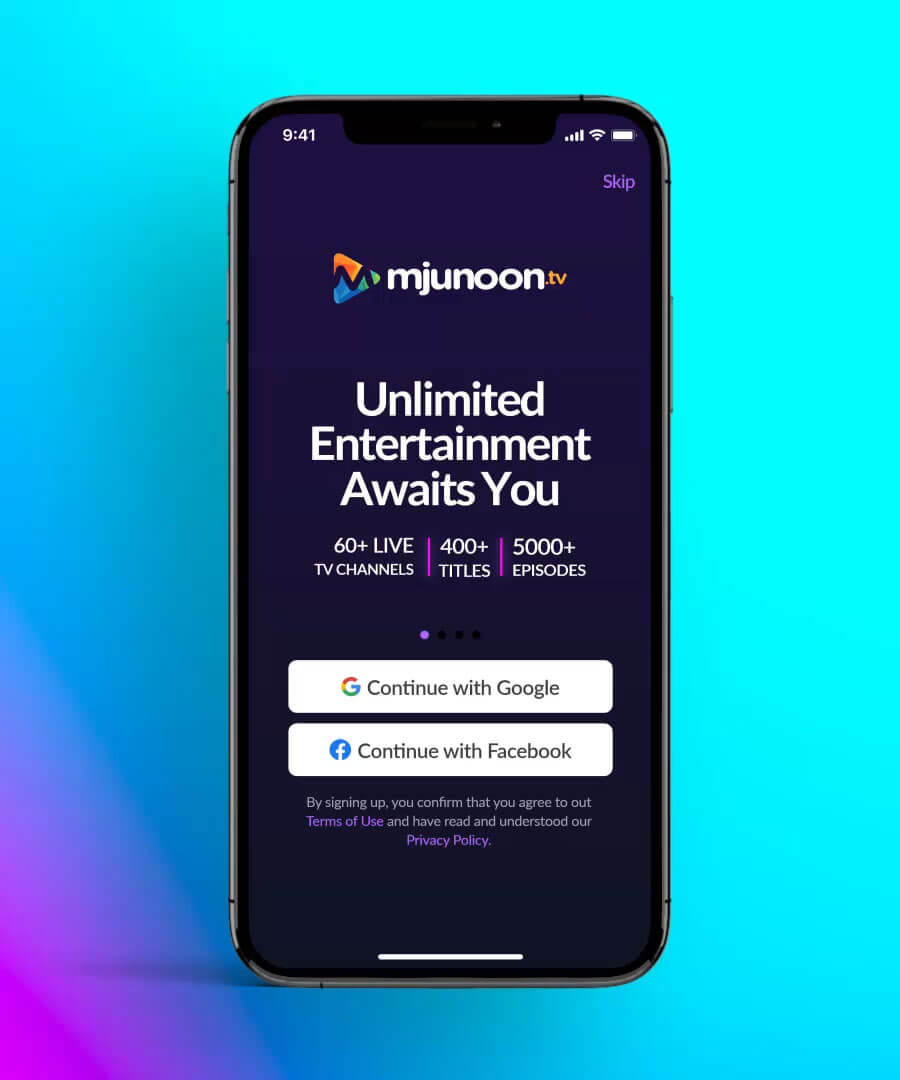 9:41
Skip
mjunoon.tv
Unlimited
Entertainment
Awaits You
60+ LIVE 400+ 5000+
TV CHANNELS TITLES EPISODES
Continue with Google
Continue with Facebook
By signing up, you confirm that you agree to out
Terms of Use and have read and understood our
Privacy Policy.